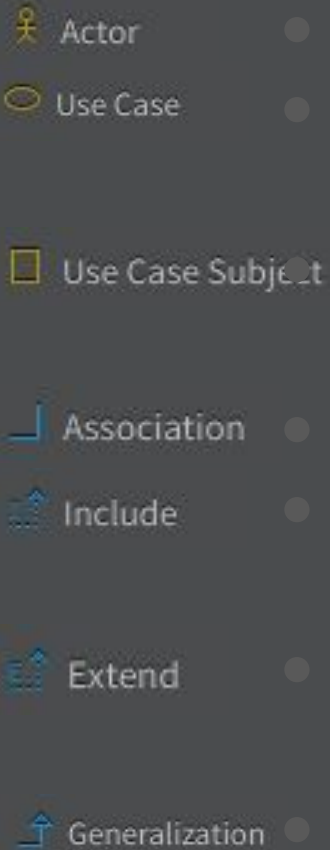 Actor
Use Case
Use Case Subject
Association
Include
Extend
Generalization